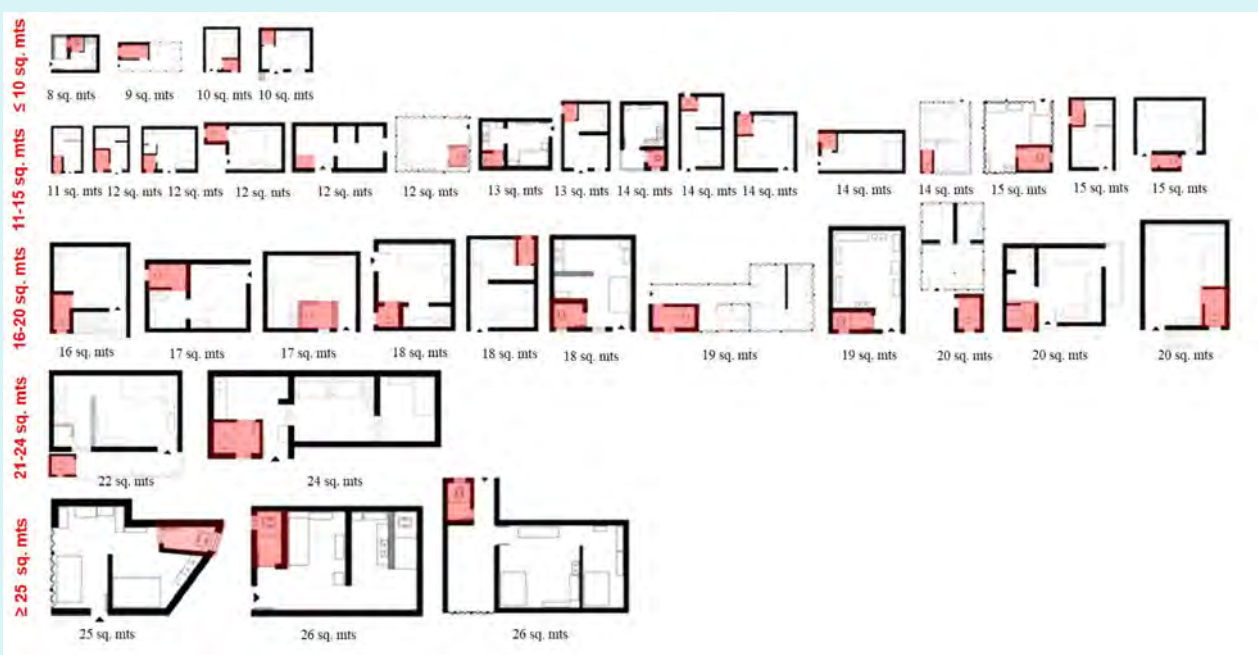 ≤ 10 sq. mts
8 sq. mts
9 sq. mts
10 sq. mts
10 sq. mts
11-15 sq. mts
11 sq. mts
12 sq. mts
12 sq. mts
12 sq. mts
12 sq. mts
12 sq. mts
13 sq. mts
13 sq. mts
14 sq. mts
14 sq. mts
14 sq. mts
14 sq. mts
14 sq. mts
15 sq. mts
15 sq. mts
15 sq. mts
16-20 sq. mts
16 sq. mts
17 sq. mts
17 sq. mts
18 sq. mts
18 sq. mts
18 sq. mts
19 sq. mts
19 sq. mts
20 sq. mts
20 sq. mts
20 sq. mts
21-24 sq. mts
22 sq. mts
24 sq. mts
≥ 25 sq. mts
25 sq. mts
26 sq. mts
26 sq. mts